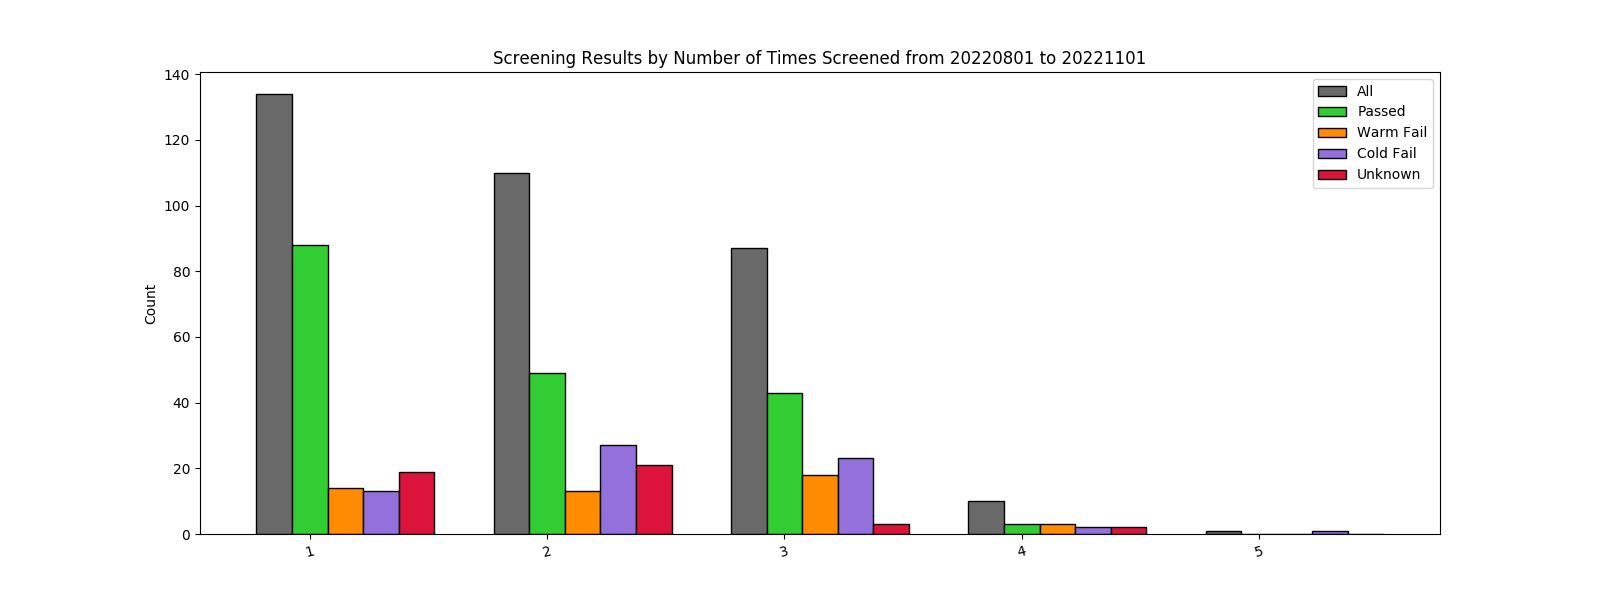 Screening Results by Number of Times Screened from 20220801 to 20221101
140
120
100
80
60
40
20
0
Count
1
2
3
4
5
All
Passed
Warm Fail
Cold Fail
Unknown